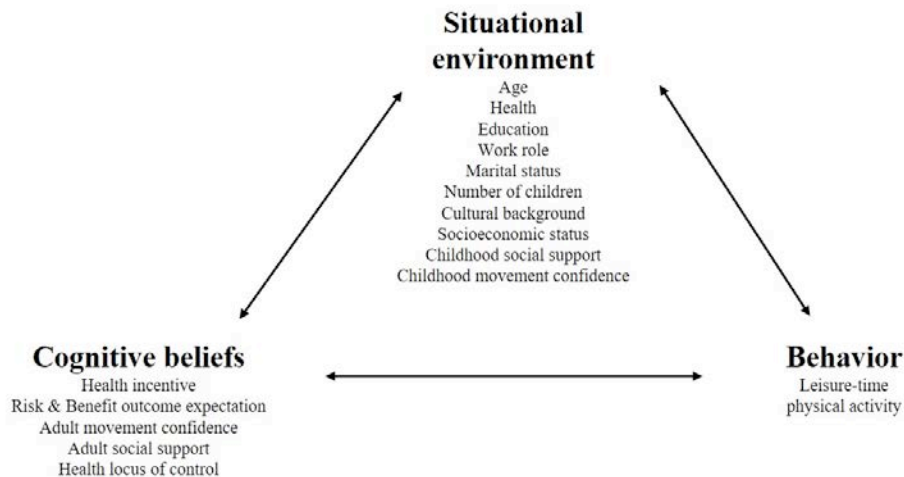 Situational
environment
Age
Health
Education
Work role
Marital status
Number of children
Cultural background
Socioeconomic status
Childhood social support
Childhood movement confidence
Cognitive beliefs
Health incentive
Risk & Benefit outcome expectation
Adult movement confidence
Adult social support
Health locus of control
Behavior
Leisure-time
physical activity